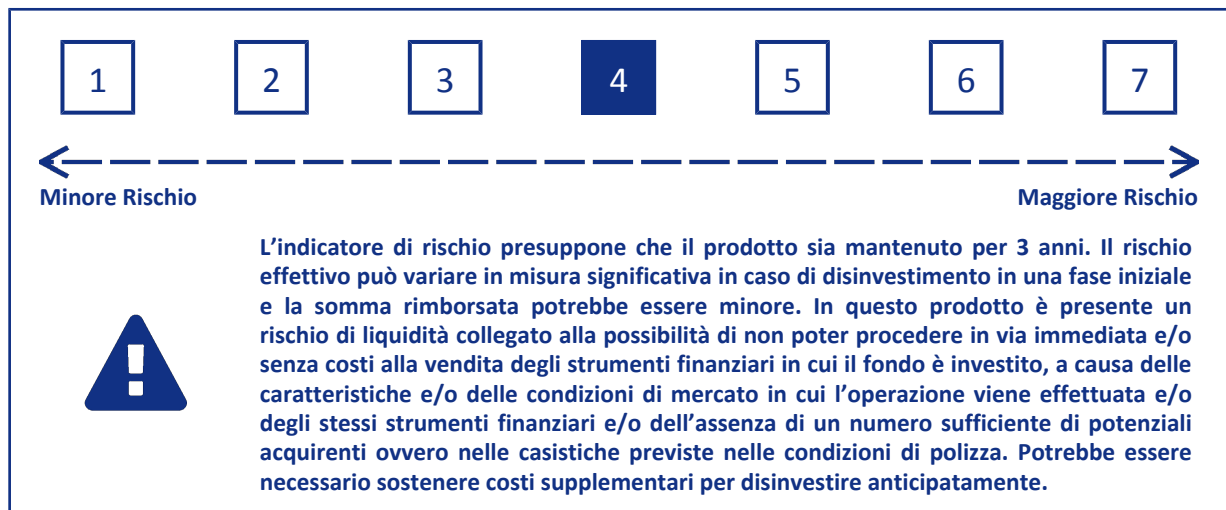 1 2 3 4 5 6 7
Minore Rischio Maggiore Rischio
L’indicatore di rischio presuppone che il prodotto sia mantenuto per 3 anni. Il rischio
effettivo può variare in misura significativa in caso di disinvestimento in una fase iniziale
e la somma rimborsata potrebbe essere minore. In questo prodotto è presente un
rischio di liquidità collegato alla possibilità di non poter procedere in via immediata e/o
senza costi alla vendita degli strumenti finanziari in cui il fondo è investito, a causa delle
caratteristiche e/o delle condizioni di mercato in cui l’operazione viene effettuata e/o
degli stessi strumenti finanziari e/o dell’assenza di un numero sufficiente di potenziali
acquirenti ovvero nelle casistiche previste nelle condizioni di polizza. Potrebbe essere
necessario sostenere costi supplementari per disinvestire anticipatamente.